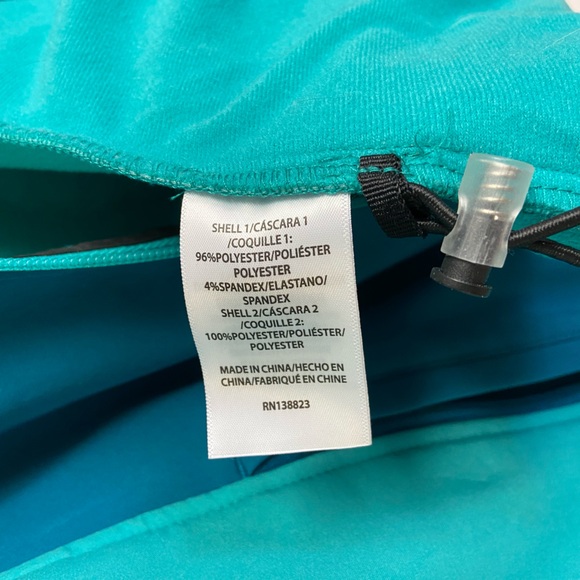 SHELL 1/CÁSCARA 1
/COQUILLE 1:
96%POLYESTER/POLIÉSTER
POLYESTER
4%SPANDEX/ELASTANO/
SPANDEX
SHELL 2/CÁSCARA 2
/COQUILLE 2:
100%POLYESTER/POLIÉSTER/
POLYESTER
MADE IN CHINA/HECHO EN
CHINA/FABRIQUÉ EN CHINE
RN138823